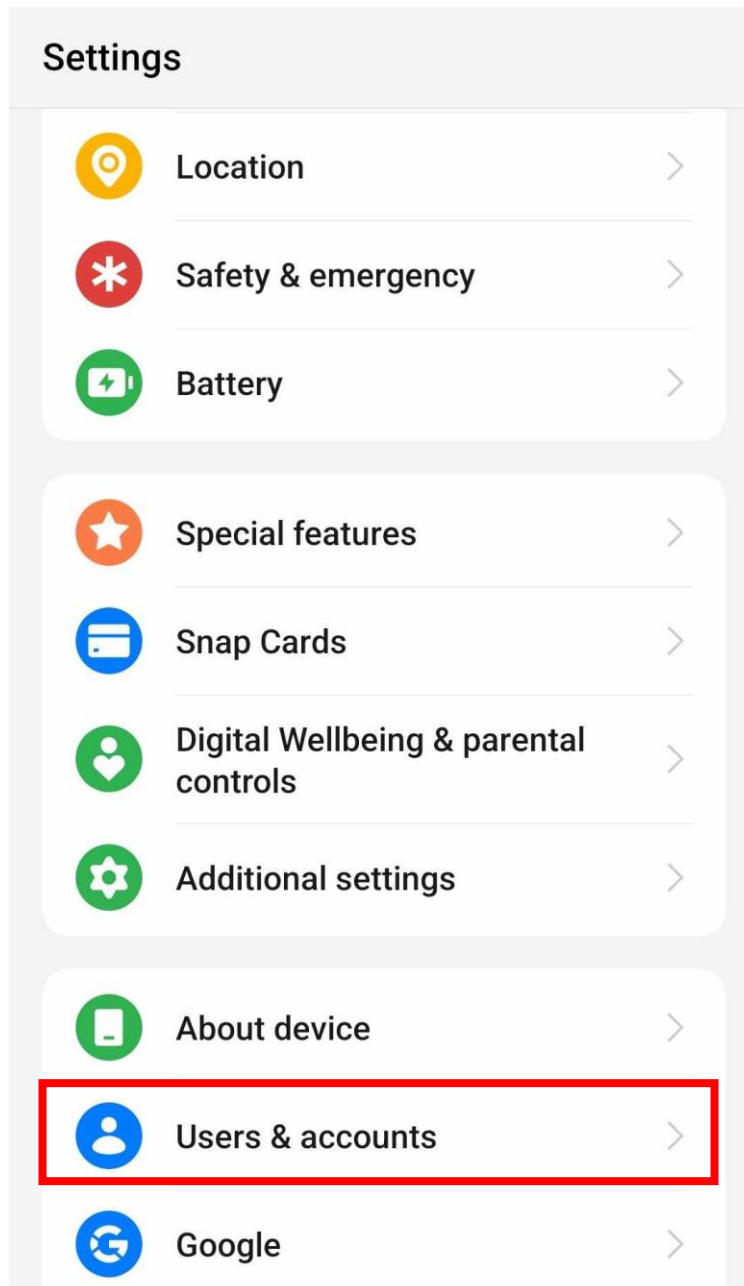 Settings
Location
Safety & emergency
Battery
Special features
Snap Cards
Digital Wellbeing & parental
controls
Additional settings
About device
Users & accounts
Google